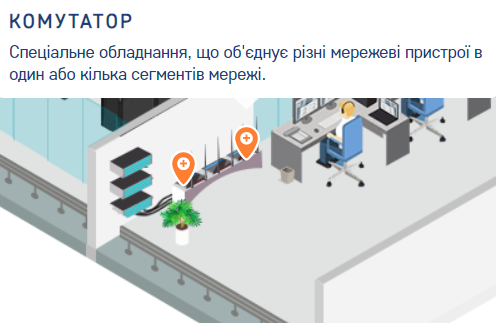 КОМУТАТОР
Спеціальне обладнання, що об'єднує різні мережеві пристрої в
один або кілька сегментів мережі.